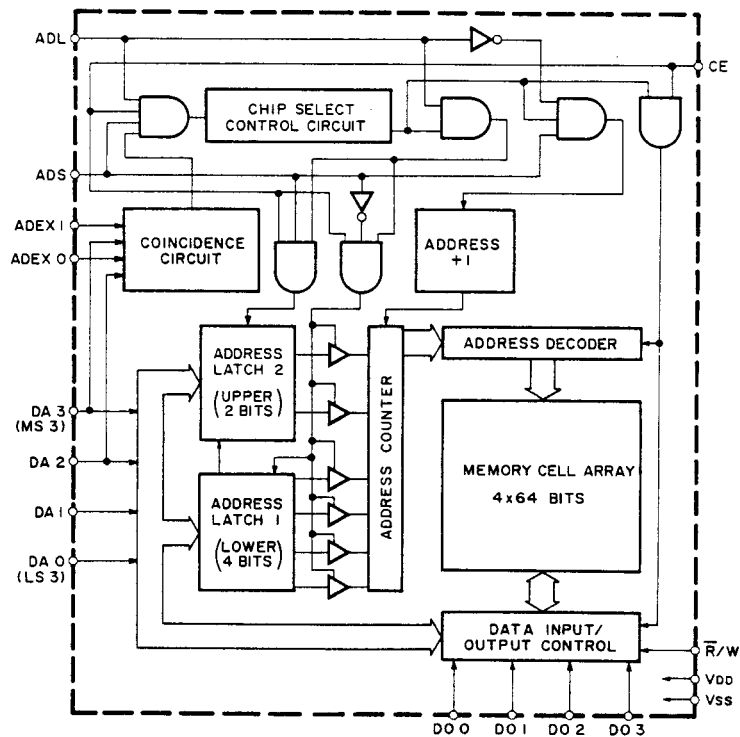 ADL
CE
CHIP SELECT
CONTROL CIRCUIT
ADS
ADEX 1
ADEX 0
COINCIDENCE
CIRCUIT
ADDRESS
+1
ADDRESS
LATCH 2
(UPPER
2 BITS)
ADDRESS DECODER
ADDRESS COUNTER
DA 3
(MS 3)
DA 2
DA 1
DA 0
(LS 3)
ADDRESS
LATCH 1
(LOWER
4 BITS)
MEMORY CELL ARRAY
4x64 BITS
DATA INPUT/
OUTPUT CONTROL
R̅/W
VDD
VSS
DO 0
DO 1
DO 2
DO 3